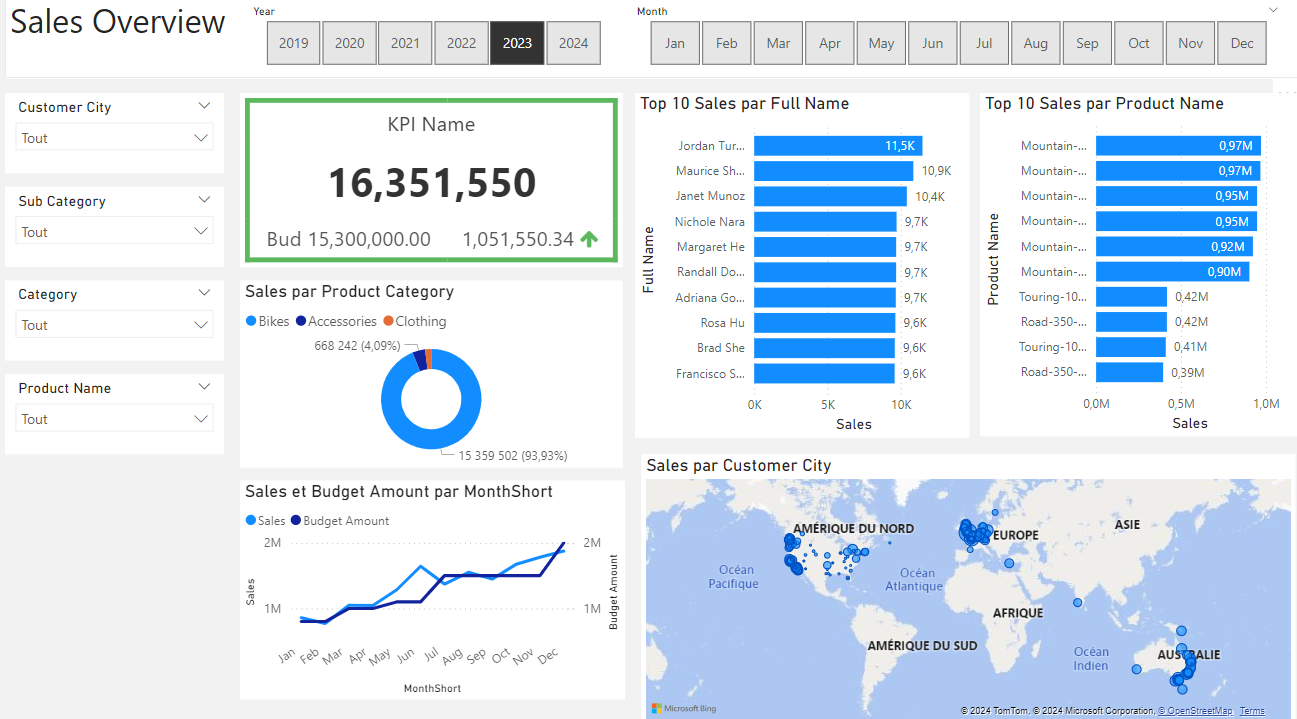 Sales Overview
Year
2019 2020 2021 2022 2023 2024
Month
Jan Feb Mar Apr May Jun Jul Aug Sep Oct Nov Dec
Customer City
Tout
Sub Category
Tout
Category
Tout
Product Name
Tout
KPI Name
16,351,550
Bud 15,300,000.00 1,051,550.34
Sales par Product Category
Bikes Accessories Clothing
668 242 (4,09%)
15 359 502 (93,93%)
Sales et Budget Amount par MonthShort
Sales Budget Amount
2M 2M
1M 1M
Sales
Budget Amount
Jan Feb Mar Apr May Jun Jul Aug Sep Oct Nov Dec
MonthShort
Top 10 Sales par Full Name
Full Name
Jordan Tur... 11,5K
Maurice Sh... 10,9K
Janet Munoz 10,4K
Nichole Nara 9,7K
Margaret He 9,7K
Randall Do... 9,7K
Adriana Go... 9,7K
Rosa Hu 9,6K
Brad She 9,6K
Francisco S... 9,6K
0K 5K 10K
Sales
Top 10 Sales par Product Name
Product Name
Mountain-... 0,97M
Mountain-... 0,97M
Mountain-... 0,95M
Mountain-... 0,95M
Mountain-... 0,92M
Mountain-... 0,90M
Touring-10... 0,42M
Road-350-... 0,42M
Touring-10... 0,41M
Road-350-... 0,39M
0,0M 0,5M 1,0M
Sales
Sales par Customer City
AMÉRIQUE DU NORD
EUROPE
ASIE
Océan
Pacifique
Océan
Atlantique
AFRIQUE
AMÉRIQUE DU SUD
Océan
Indien
AUSTRALIE
Microsoft Bing
© 2024 TomTom, © 2024 Microsoft Corporation, © OpenStreetMap Terms